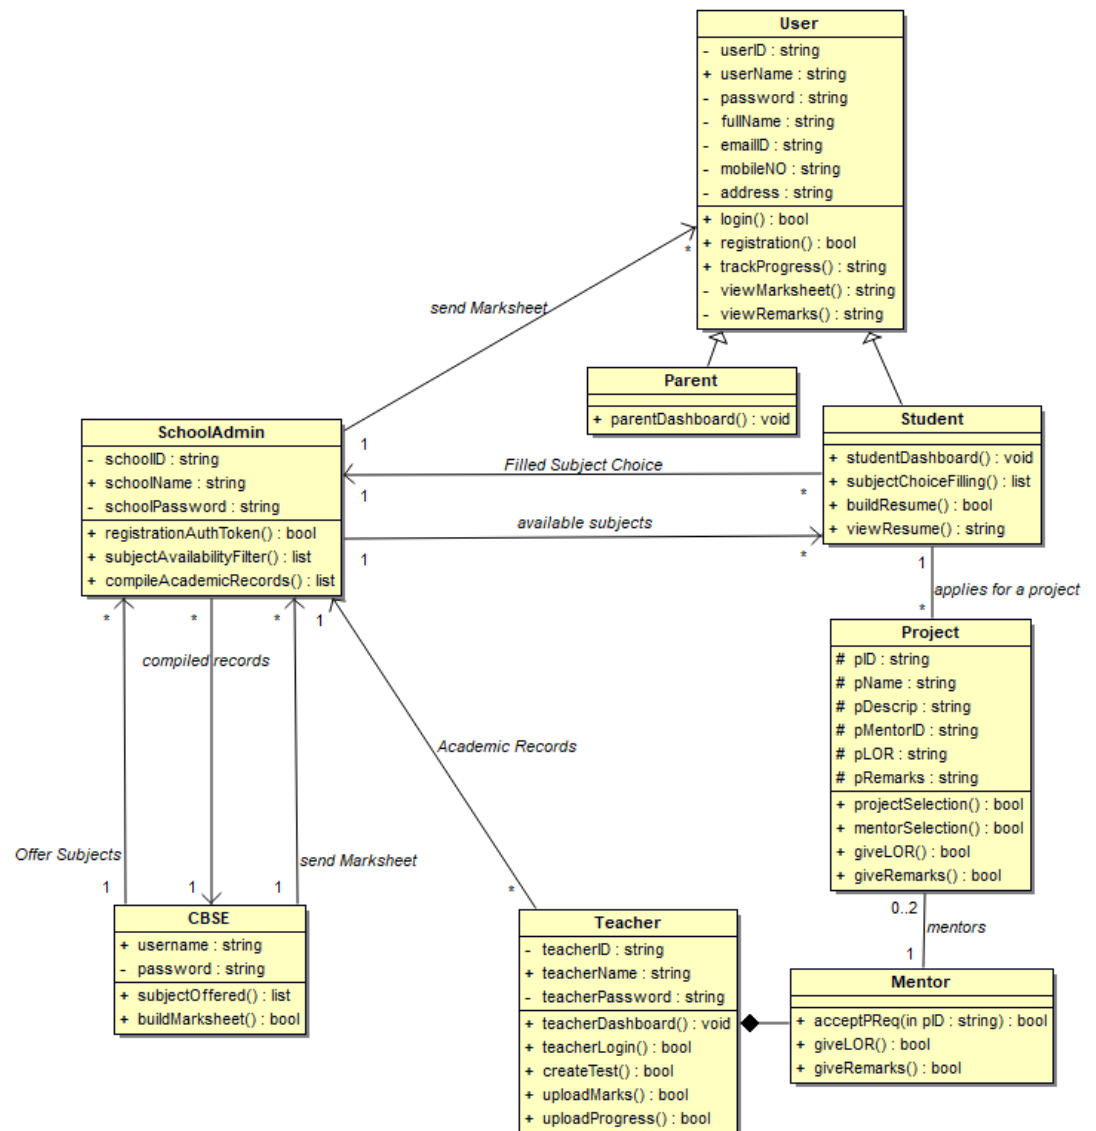 User
- userID : string
+ userName : string
- password : string
- fullName : string
- emailID : string
- mobileNO : string
- address : string
+ login() : bool
+ registration() : bool
+ trackProgress() : string
- viewMarksheet() : string
- viewRemarks() : string
*
send Marksheet
1
Parent
+ parentDashboard() : void
Student
+ studentDashboard() : void
+ subjectChoiceFilling() : list
+ buildResume() : bool
+ viewResume() : string
SchoolAdmin
- schoolID : string
+ schoolName : string
- schoolPassword : string
+ registrationAuthToken() : bool
+ subjectAvailabilityFilter() : list
+ compileAcademicRecords() : list
Filled Subject Choice
1
*
available subjects
1
*
1
applies for a project
*
Project
# pID : string
# pName : string
# pDescrip : string
# pMentorID : string
# pLOR : string
# pRemarks : string
+ projectSelection() : bool
+ mentorSelection() : bool
+ giveLOR() : bool
+ giveRemarks() : bool
*
*
*
1
compiled records
Academic Records
Offer Subjects
send Marksheet
1
1
1
*
CBSE
+ username : string
- password : string
+ subjectOffered() : list
+ buildMarksheet() : bool
0..2
mentors
1
Teacher
- teacherID : string
+ teacherName : string
- teacherPassword : string
+ teacherDashboard() : void
+ teacherLogin() : bool
+ createTest() : bool
+ uploadMarks() : bool
+ uploadProgress() : bool
Mentor
+ acceptPReq(in pID : string) : bool
+ giveLOR() : bool
+ giveRemarks() : bool